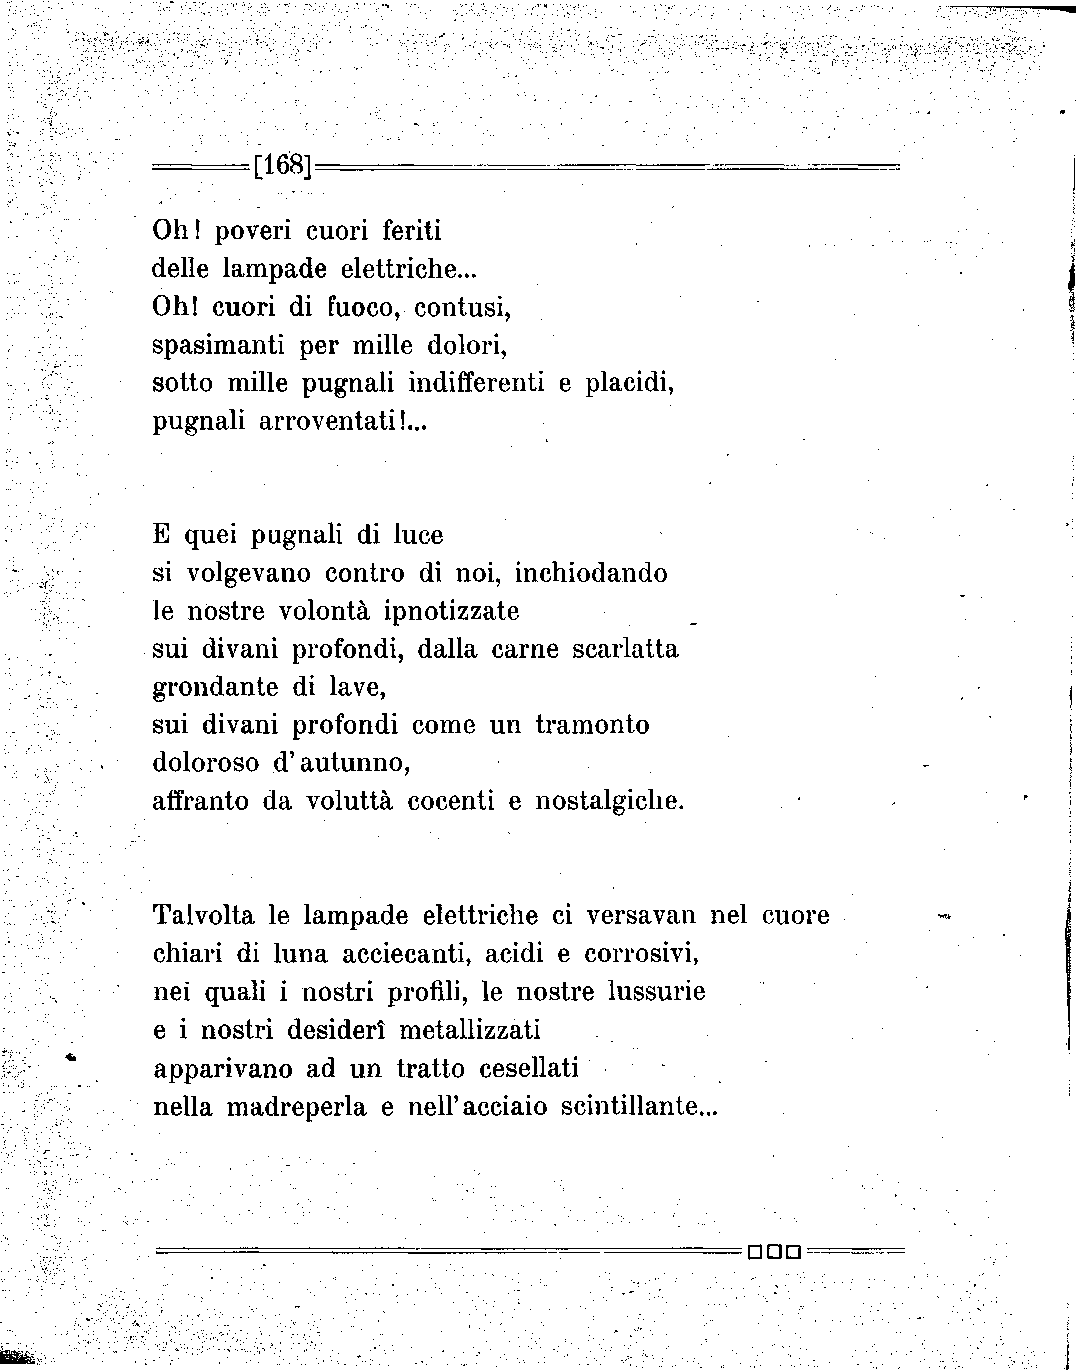 [168]
Oh! poveri cuori feriti
delle lampade elettriche...
Oh! cuori di fuoco, contusi,
spasimanti per mille dolori,
sotto mille pugnali indifferenti e placidi,
pugnali arroventati!...
E quei pugnali di luce
si volgevano contro di noi, inchiodando
le nostre volontà ipnotizzate
sui divani profondi, dalla carne scarlatta
grondante di lave,
sui divani profondi come un tramonto
doloroso d'autunno,
affranto da voluttà cocenti e nostalgiche.
Talvolta le lampade elettriche ci versavan nel cuore
chiari di luna acciecanti, acidi e corrosivi,
nei quali i nostri profili, le nostre lussurie
e i nostri desiderî metallizzati
apparivano ad un tratto cesellati
nella madreperla e nell'acciaio scintillante...